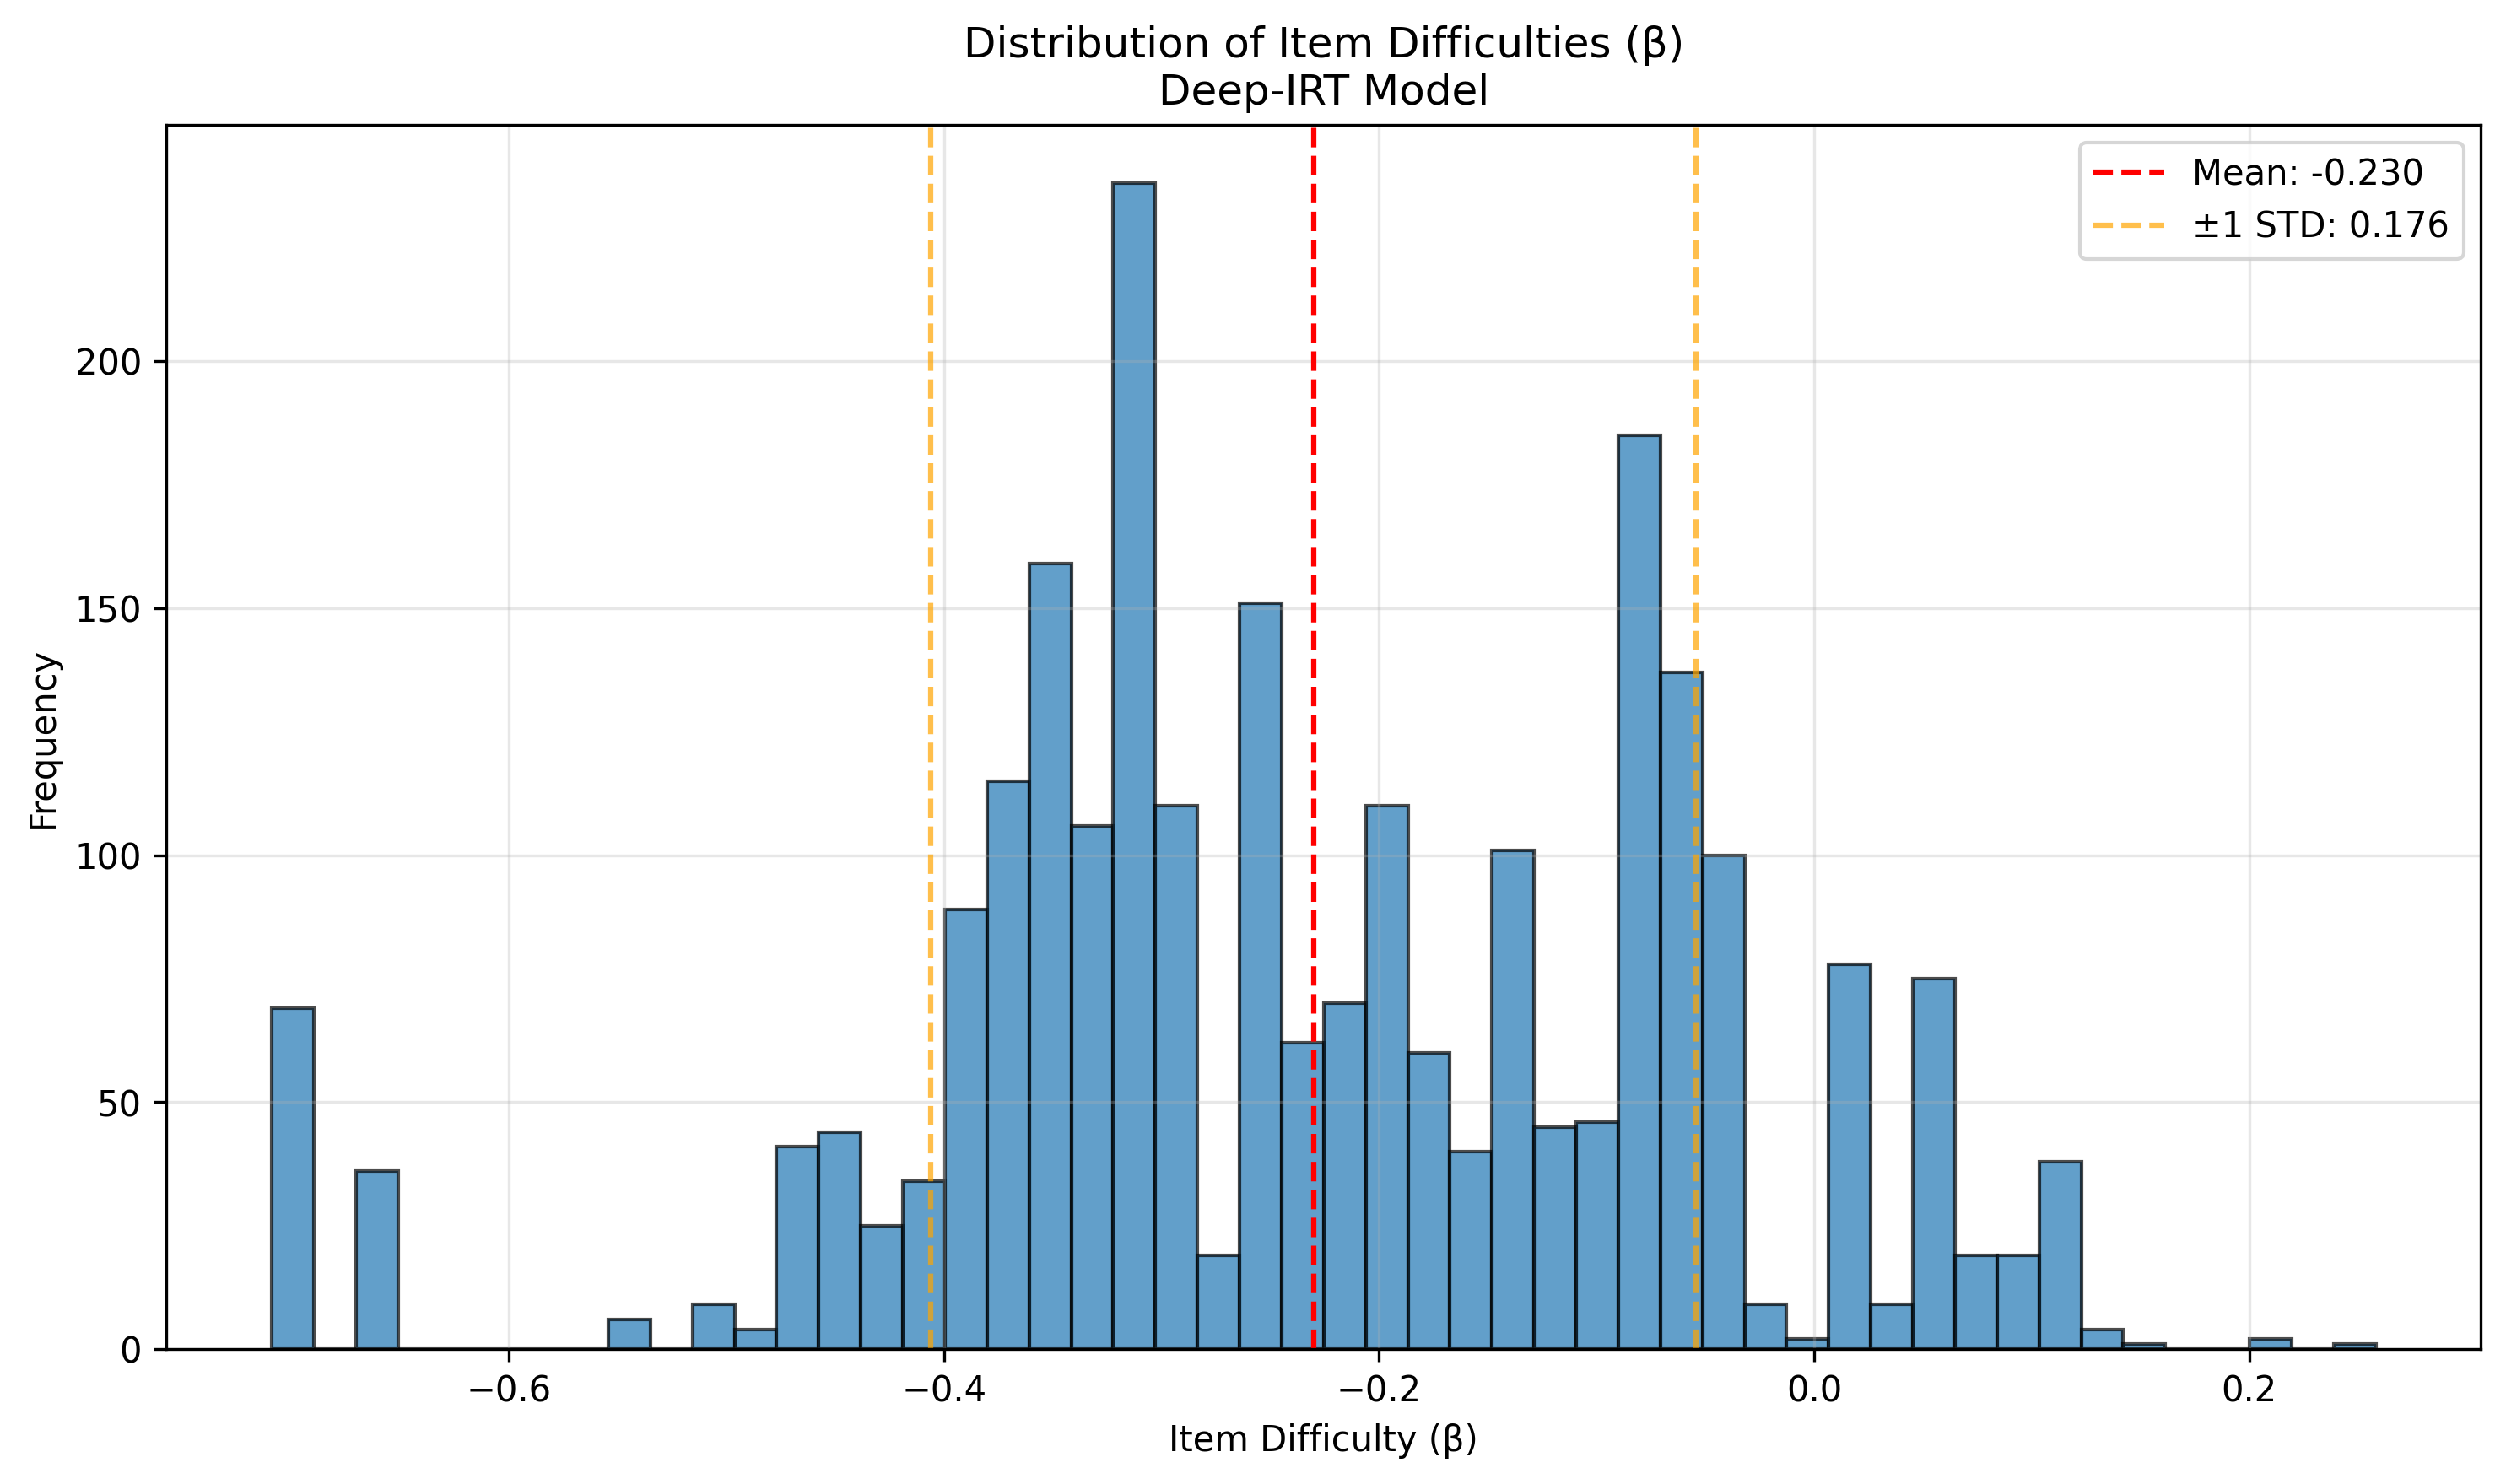 Distribution of Item Difficulties (β)
Deep-IRT Model
Mean: -0.230
±1 STD: 0.176
Frequency
200
150
100
50
0
−0.6
−0.4
−0.2
0.0
0.2
Item Difficulty (β)